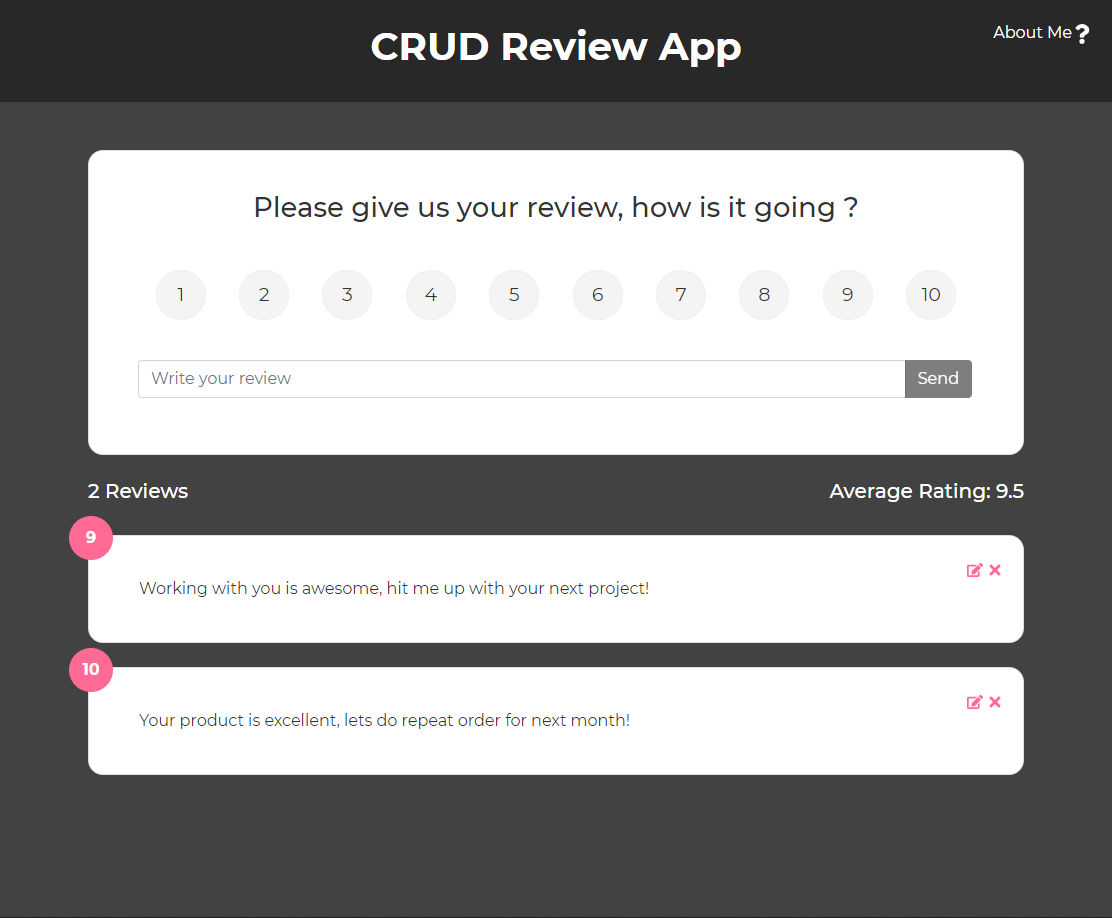 CRUD Review App
About Me ?
Please give us your review, how is it going ?
1 2 3 4 5 6 7 8 9 10
Write your review Send
2 Reviews Average Rating: 9.5
9
Working with you is awesome, hit me up with your next project!
10
Your product is excellent, lets do repeat order for next month!